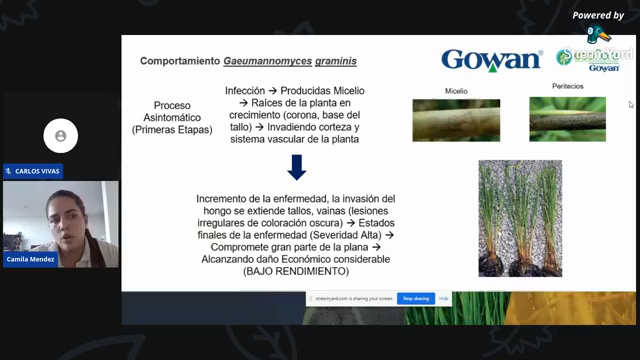 Powered by
StreamYard
Comportamiento Gaeumannomyces graminis
Gowan®
Gowan
Proceso
Asintomático
(Primeras Etapas)
Infección → Producidas Micelio
→ Raíces de la planta en
crecimiento (corona, base del
tallo) → Invadiendo corteza y
sistema vascular de la planta
Micelio
Peritecios
Incremento de la enfermedad, la invasión del
hongo se extiende tallos, vainas (lesiones
irregulares de coloración oscura) → Estados
finales de la enfermedad (Severidad Alta) →
Compromete gran parte de la plana →
Alcanzando daño Económico considerable
(BAJO RENDIMIENTO)
CARLOS VIVAS
Camila Mendez
streamyard.com is sharing your screen.
Stop sharing
Hide